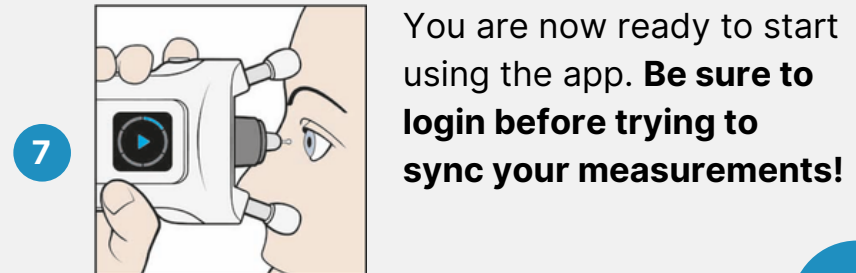 7
You are now ready to start
using the app. Be sure to
login before trying to
sync your measurements!